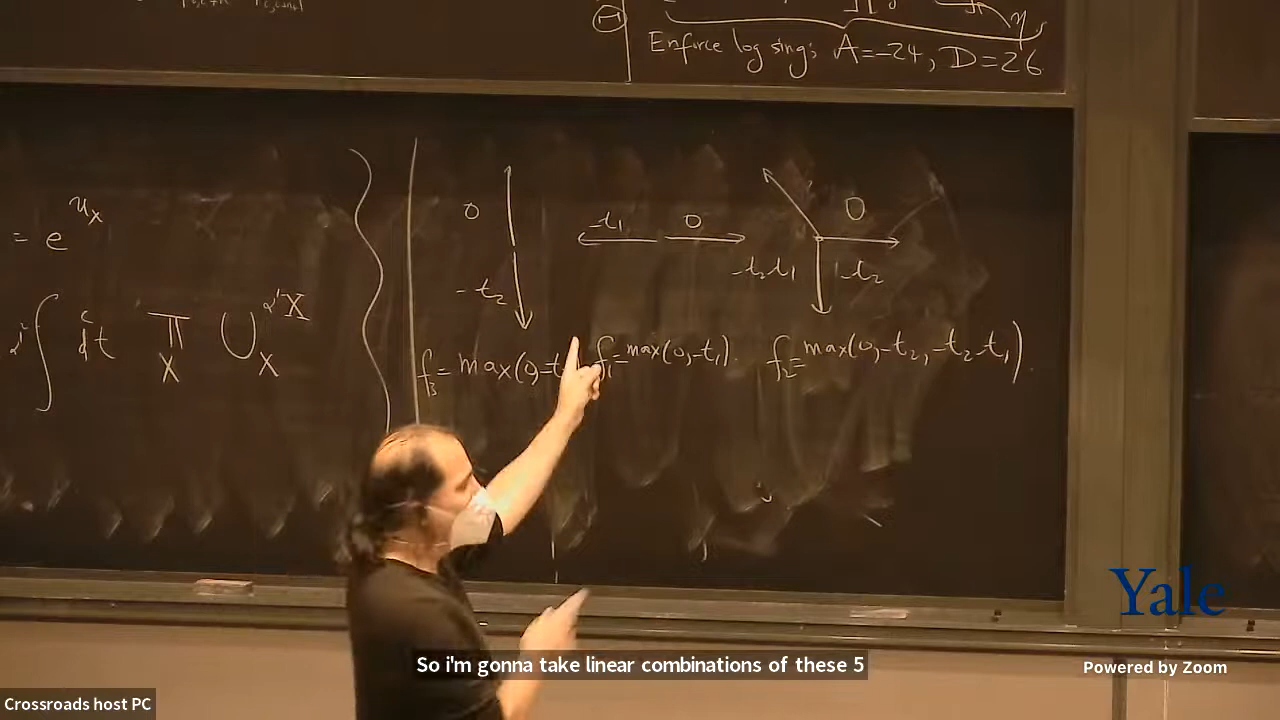 Enforce log sing: A=-24, D=26
η
= e^{u_x}
α'^i ∫ d^i t ∏_X U_X^{α'X}
0
-t_2
-t_1 0
0
-t_2-t_1 -t_2
f_3= max(0,-t
f_1= max(0,-t_1).
f_2= max(0,-t_2,-t_2-t_1).
Yale
So i'm gonna take linear combinations of these 5
Powered by Zoom
Crossroads host PC